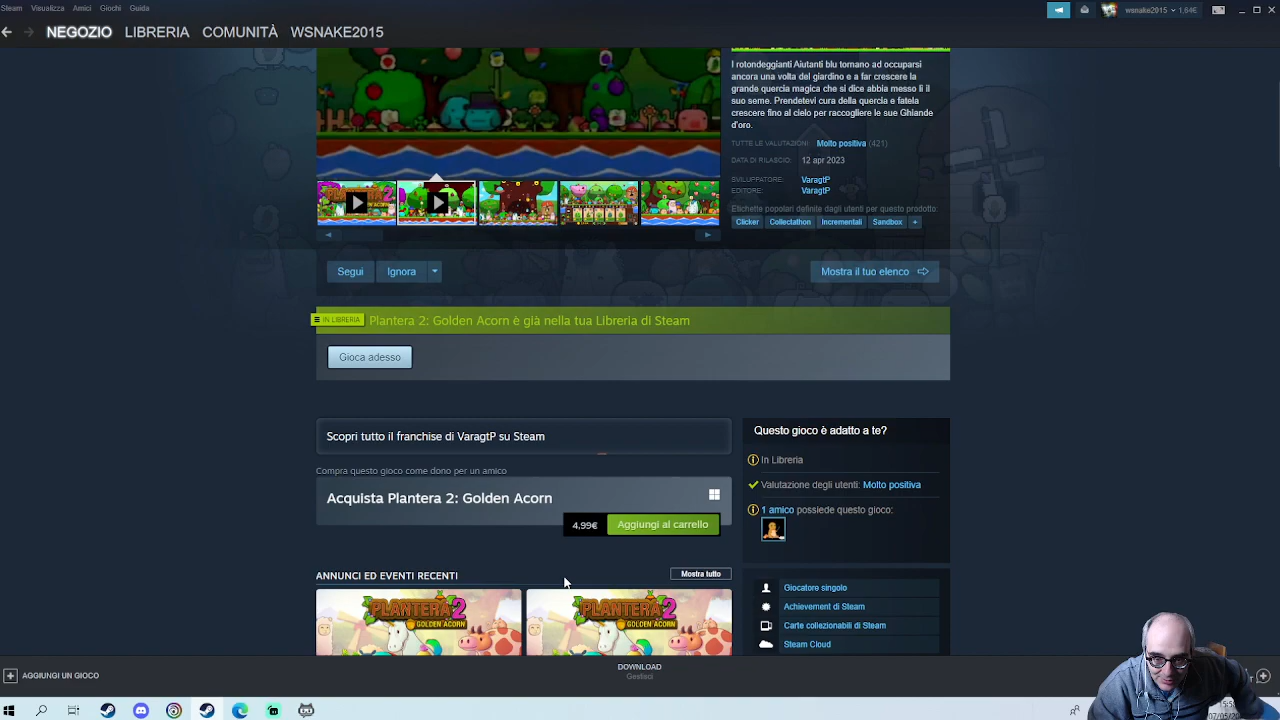 Steam Visualizza Amici Giochi Guida
wsnake2015 1,64€
NEGOZIO LIBRERIA COMUNITÀ WSNAKE2015
I rotondeggianti Aiutanti blu tornano ad occuparsi
ancora una volta del giardino e a far crescere la
grande quercia magica che si dice abbia messo lì il
suo seme. Prendetevi cura della quercia e fatela
crescere fino al cielo per raccogliere le sue Ghiande
d'oro.
TUTTE LE VALUTAZIONI: Molto positiva (421)
DATA DI RILASCIO: 12 apr 2023
SVILUPPATORE: VaragtP
EDITORE: VaragtP
Etichette popolari definite dagli utenti per questo prodotto:
Clicker Collectathon Incrementali Sandbox +
Segui Ignora Mostra il tuo elenco
IN LIBRERIA Plantera 2: Golden Acorn è già nella tua Libreria di Steam
Gioca adesso
Scopri tutto il franchise di VaragtP su Steam
Compra questo gioco come dono per un amico
Acquista Plantera 2: Golden Acorn
4,99€ Aggiungi al carrello
Questo gioco è adatto a te?
In Libreria
Valutazione degli utenti: Molto positiva
1 amico possiede questo gioco:
ANNUNCI ED EVENTI RECENTI Mostra tutto
PLANTERA 2 GOLDEN ACORN
PLANTERA 2 GOLDEN ACORN
Giocatore singolo
Achievement di Steam
Carte collezionabili di Steam
Steam Cloud
AGGIUNGI UN GIOCO
DOWNLOAD
Gestisci